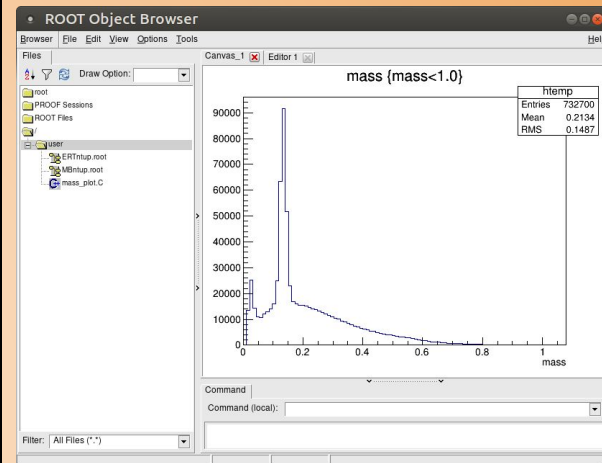 ROOT Object Browser
Browser File Edit View Options Tools
Files
Draw Option:
root
PROOF Sessions
ROOT Files
/
user
ERTntup.root
MBntup.root
mass_plot.C
Filter: All Files (*.*)
Canvas_1 Editor 1
mass {mass<1.0}
htemp
Entries 732700
Mean 0.2134
RMS 0.1487
90000
80000
70000
60000
50000
40000
30000
20000
10000
0
0 0.2 0.4 0.6 0.8 1
mass
Command
Command (local):